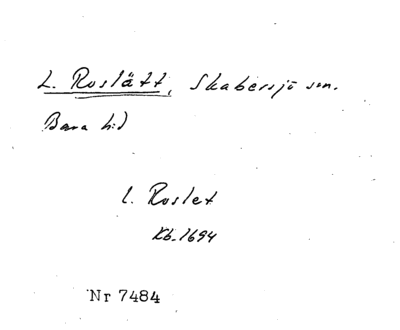 L. Roslätt, Skabersjö sn.
Bara hd
l. Roslet
Kb. 1694
Nr 7484